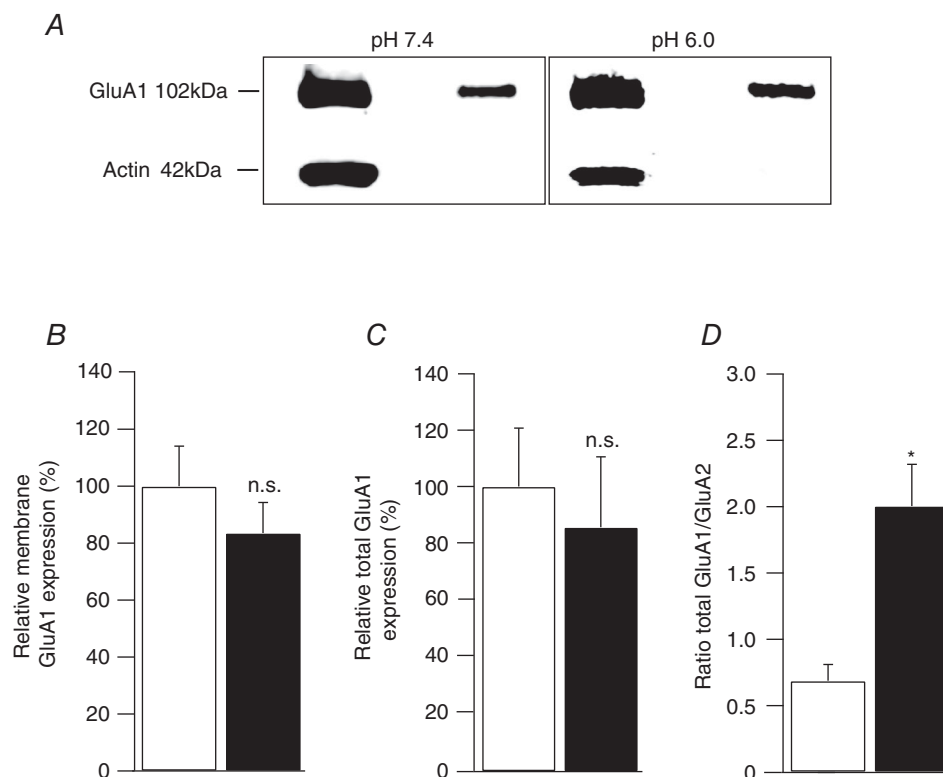 A
pH 7.4
pH 6.0
GluA1 102kDa
Actin 42kDa
B
Relative membrane
GluA1 expression (%)
140
120
100
80
60
40
20
0
n.s.
C
Relative total GluA1
expression (%)
140
120
100
80
60
40
20
0
n.s.
D
Ratio total GluA1/GluA2
3.0
2.5
2.0
1.5
1.0
0.5
0
*